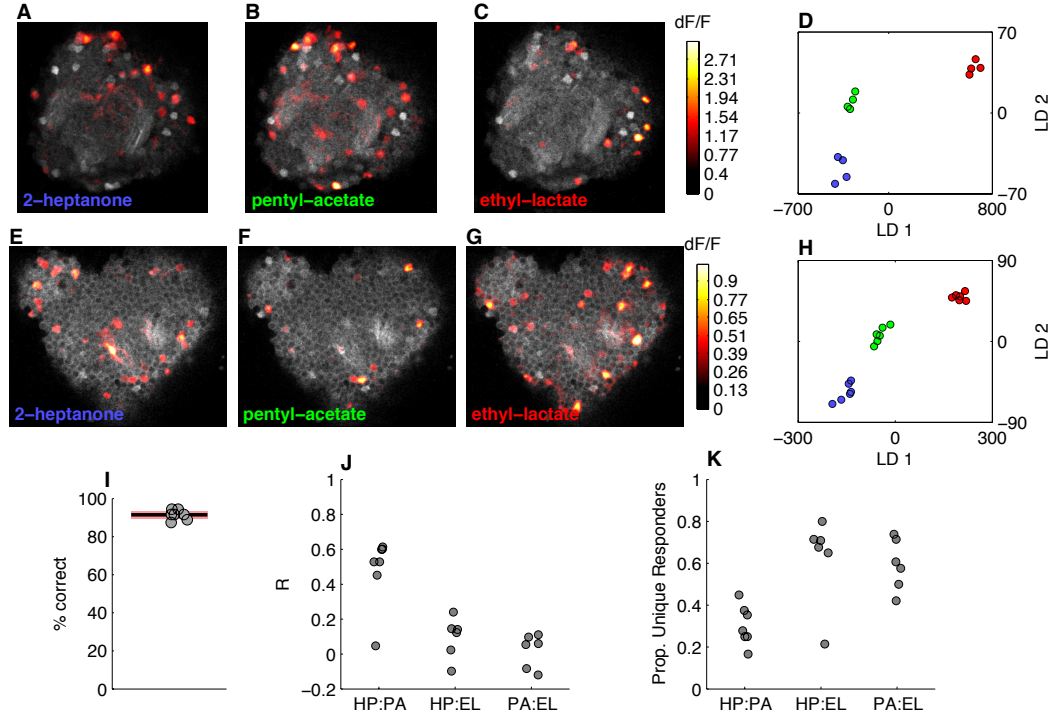 A
B
C
dF/F
2.71
2.31
1.94
1.54
1.17
0.77
0.4
0
2−heptanone
pentyl−acetate
ethyl−lactate
D
70
0
−70
−700
0
800
LD 1
LD 2
E
F
G
dF/F
0.9
0.77
0.65
0.51
0.39
0.26
0.13
0
2−heptanone
pentyl−acetate
ethyl−lactate
H
90
0
−90
−300
0
300
LD 1
LD 2
I
100
80
60
40
20
0
% correct
J
1
0.8
0.6
0.4
0.2
0
−0.2
R
HP:PA
HP:EL
PA:EL
K
1
0.8
0.6
0.4
0.2
0
Prop. Unique Responders
HP:PA
HP:EL
PA:EL